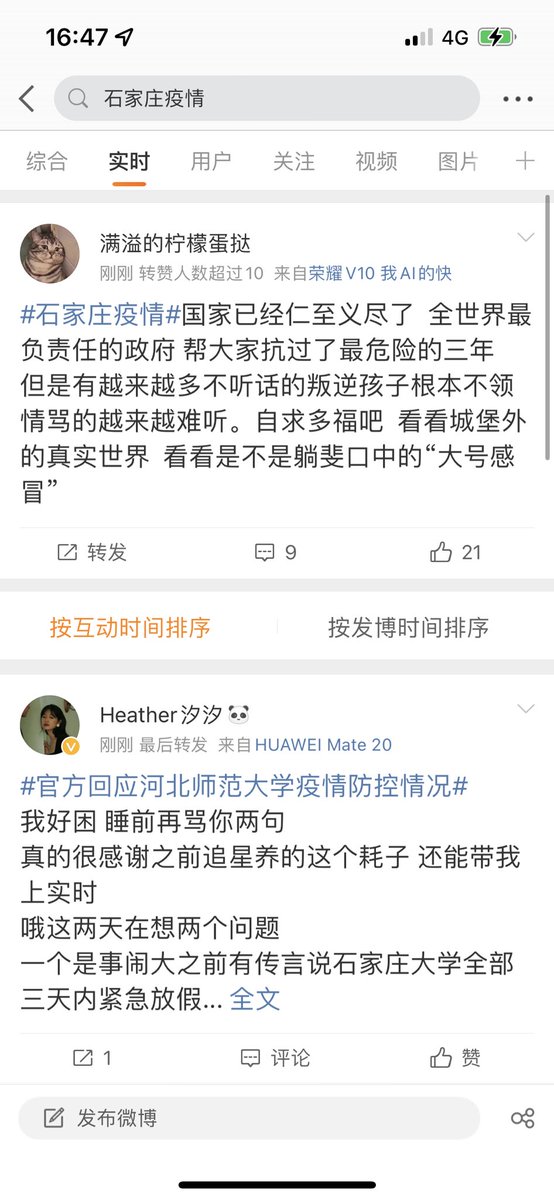 16:47
4G
石家庄疫情
综合 实时 用户 关注 视频 图片
满溢的柠檬蛋挞
刚刚 转赞人数超过10 来自荣耀V10 我AI的快
#石家庄疫情#国家已经仁至义尽了 全世界最
负责任的政府 帮大家抗过了最危险的三年
但是有越来越多不听话的叛逆孩子根本不领
情骂的越来越难听。自求多福吧 看看城堡外
的真实世界 看看是不是躺斐口中的“大号感
冒”
转发 9 21
按互动时间排序 按发博时间排序
Heather汐汐🐼
刚刚 最后转发 来自HUAWEI Mate 20
#官方回应河北师范大学疫情防控情况#
我好困 睡前再骂你两句
真的很感谢之前追星养的这个耗子 还能带我
上实时
哦这两天在想两个问题
一个是事闹大之前有传言说石家庄大学全部
三天内紧急放假... 全文
1 评论 赞
发布微博